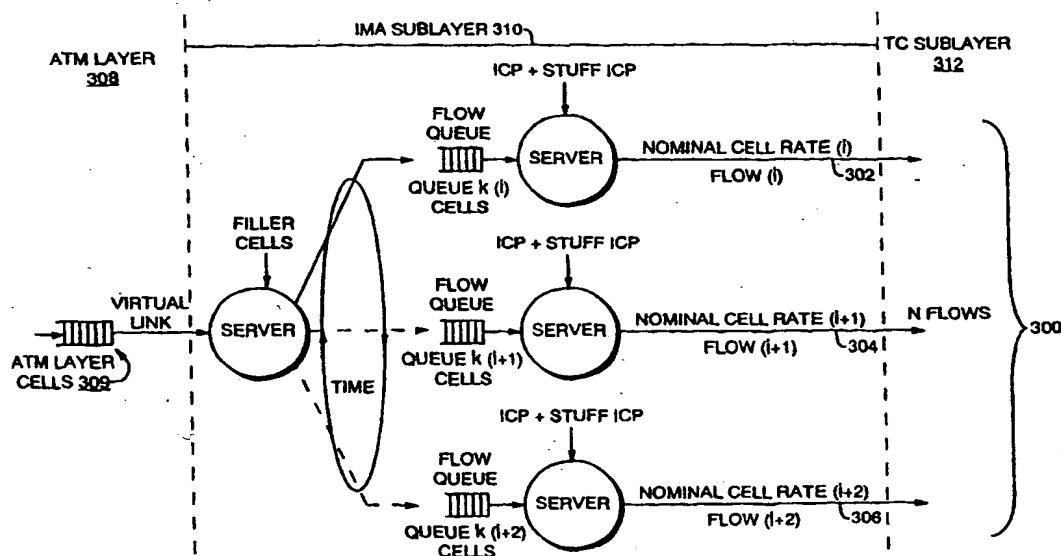 ATM LAYER
308
IMA SUBLAYER 310
TC SUBLAYER
312
ICP + STUFF ICP
FLOW
QUEUE
SERVER
QUEUE k (i)
CELLS
NOMINAL CELL RATE (i)
FLOW (i)
302
FILLER
CELLS
VIRTUAL
LINK
SERVER
ATM LAYER
CELLS 309
TIME
ICP + STUFF ICP
FLOW
QUEUE
SERVER
QUEUE k (i+1)
CELLS
NOMINAL CELL RATE (i+1)
FLOW (i+1)
304
N FLOWS
300
ICP + STUFF ICP
FLOW
QUEUE
SERVER
QUEUE k (i+2)
CELLS
NOMINAL CELL RATE (i+2)
FLOW (i+2)
306